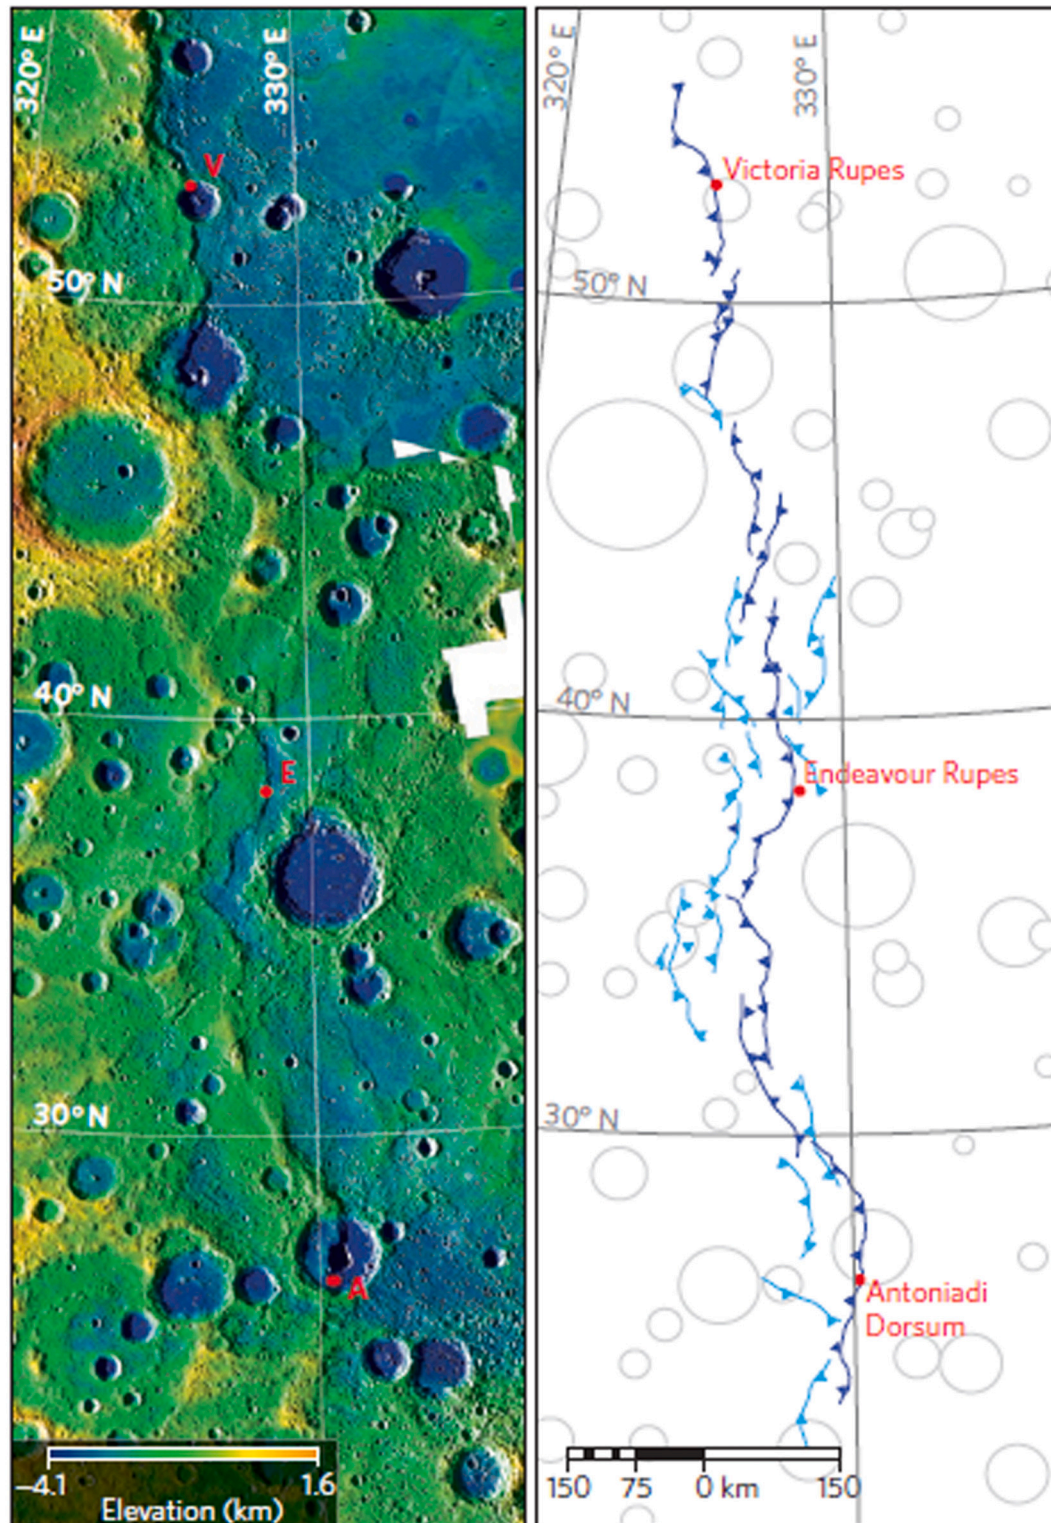 320° E
330° E
V
50° N
40° N
E
30° N
A
–4.1
1.6
Elevation (km)
320° E
330° E
Victoria Rupes
50° N
40° N
Endeavour Rupes
30° N
Antoniadi
Dorsum
150 75 0 km 150